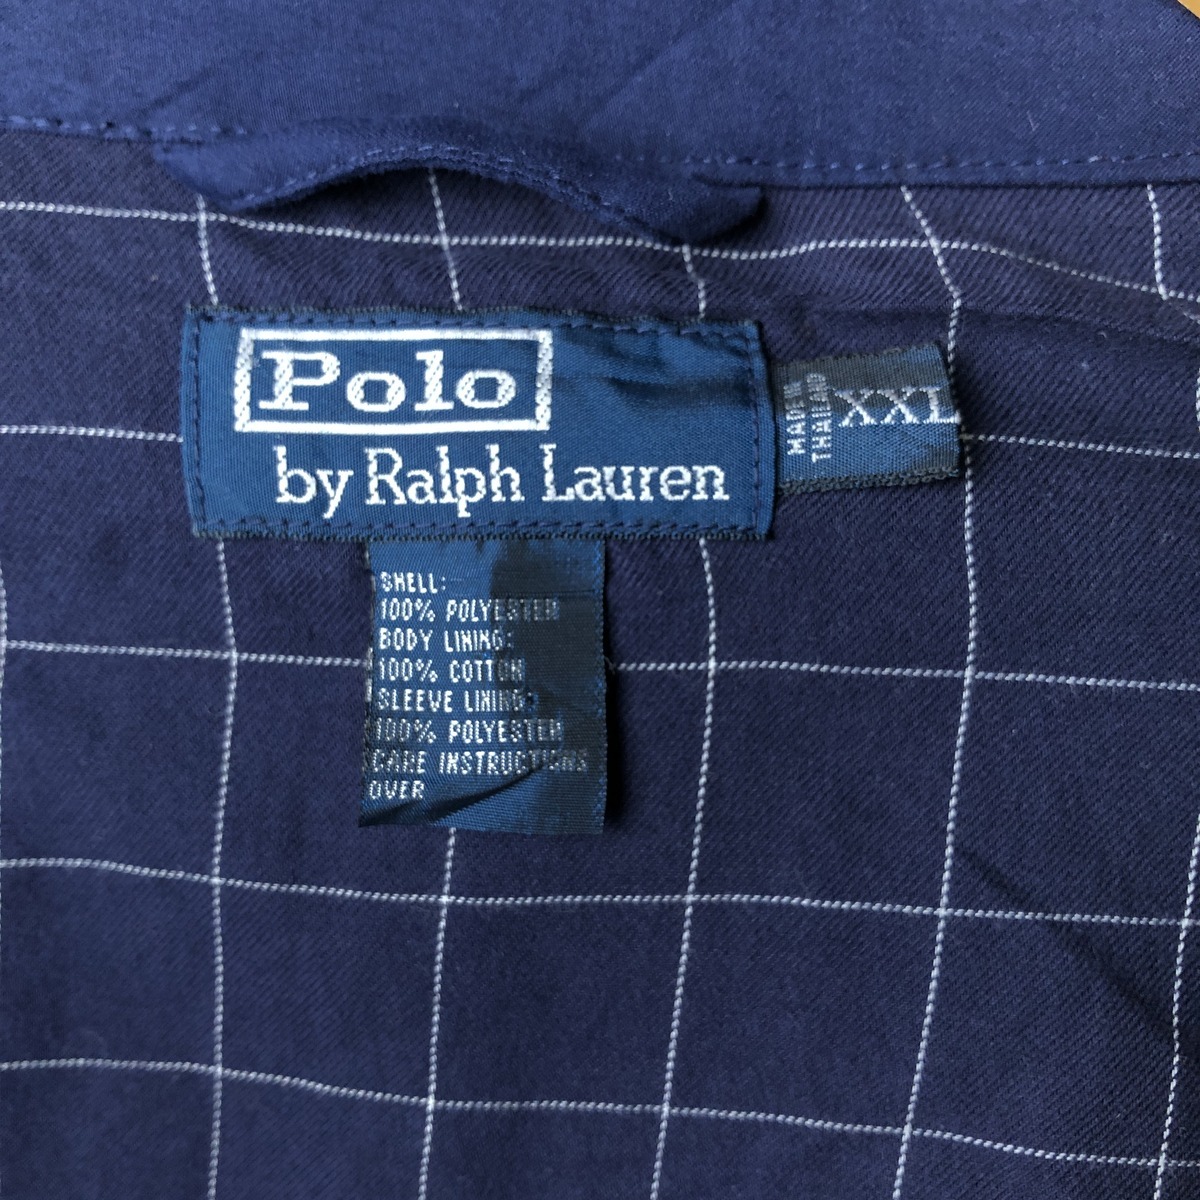 Polo
by Ralph Lauren
MADE IN
THAILAND
XXL
SHELL:
100% POLYESTER
BODY LINING:
100% COTTON
SLEEVE LINING:
100% POLYESTER
CARE INSTRUCTIONS
OVER